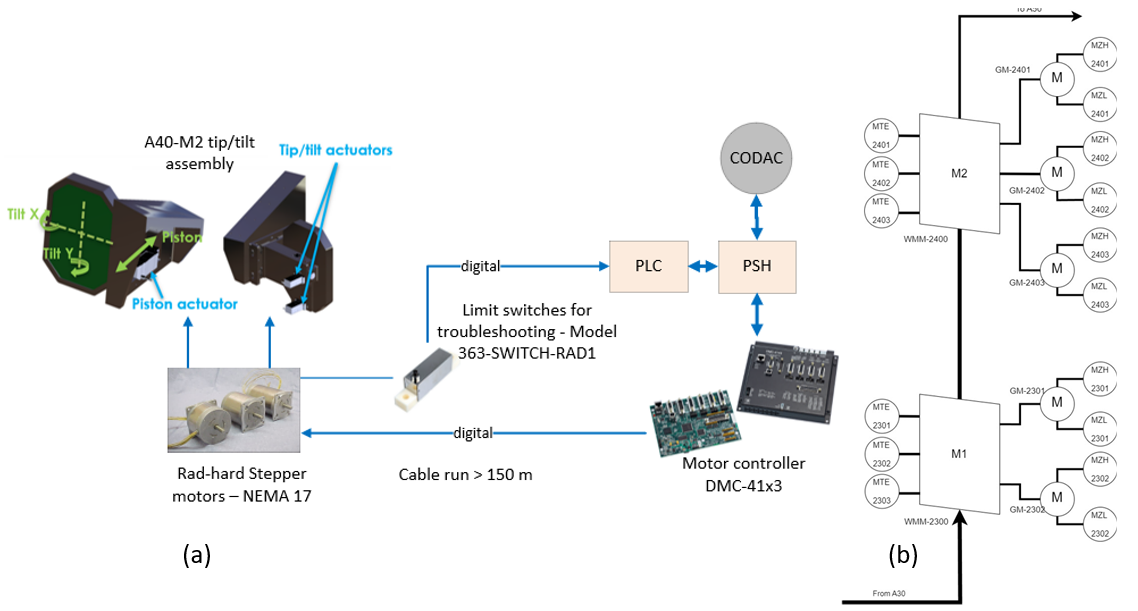 A40-M2 tip/tilt
assembly
Tip/tilt actuators
Tilt X
Piston
Tilt Y
Piston actuator
CODAC
digital
PLC
PSH
Limit switches for
troubleshooting - Model
363-SWITCH-RAD1
digital
Cable run > 150 m
Rad-hard Stepper
motors – NEMA 17
Motor controller
DMC-41x3
(a)
To A50
GM-2401
M
MZH
2401
MZL
2401
MTE
2401
MTE
2402
MTE
2403
M2
WMM-2400
GM-2402
M
MZH
2402
MZL
2402
GM-2403
M
MZH
2403
MZL
2403
GM-2301
M
MZH
2301
MZL
2301
MTE
2301
MTE
2302
MTE
2303
M1
WMM-2300
GM-2302
M
MZH
2302
MZL
2302
From A30
(b)